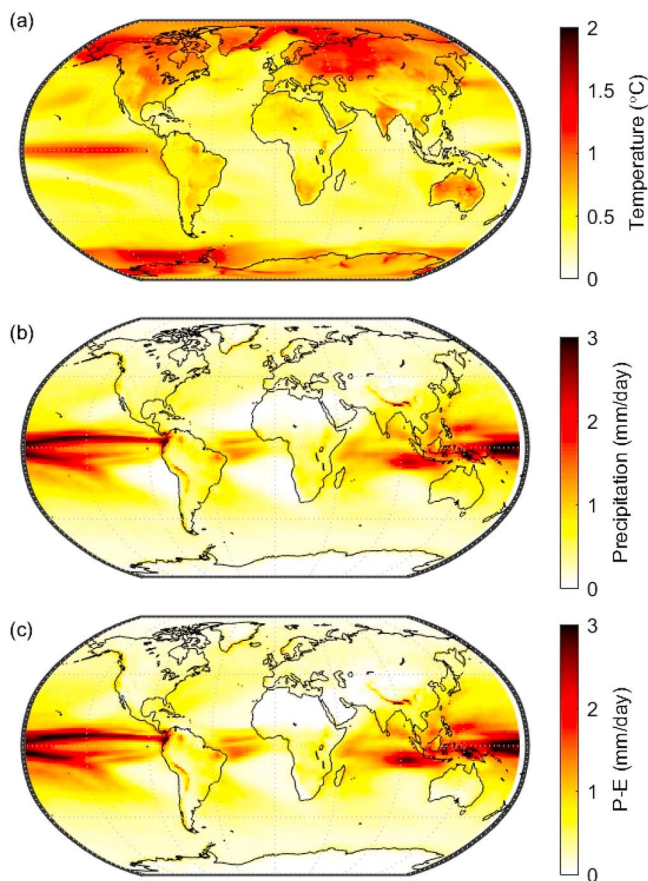 (a)
2
1.5
1
0.5
0
Temperature (°C)
(b)
3
2
1
0
Precipitation (mm/day)
(c)
3
2
1
0
P-E (mm/day)